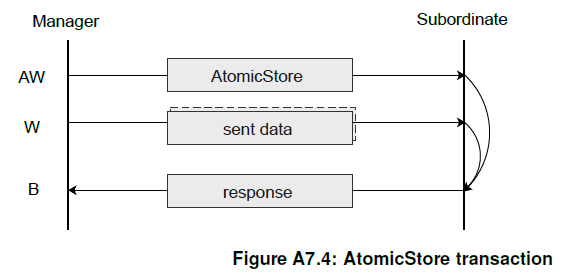 Manager
Subordinate
AW
AtomicStore
W
sent data
B
response
Figure A7.4: AtomicStore transaction